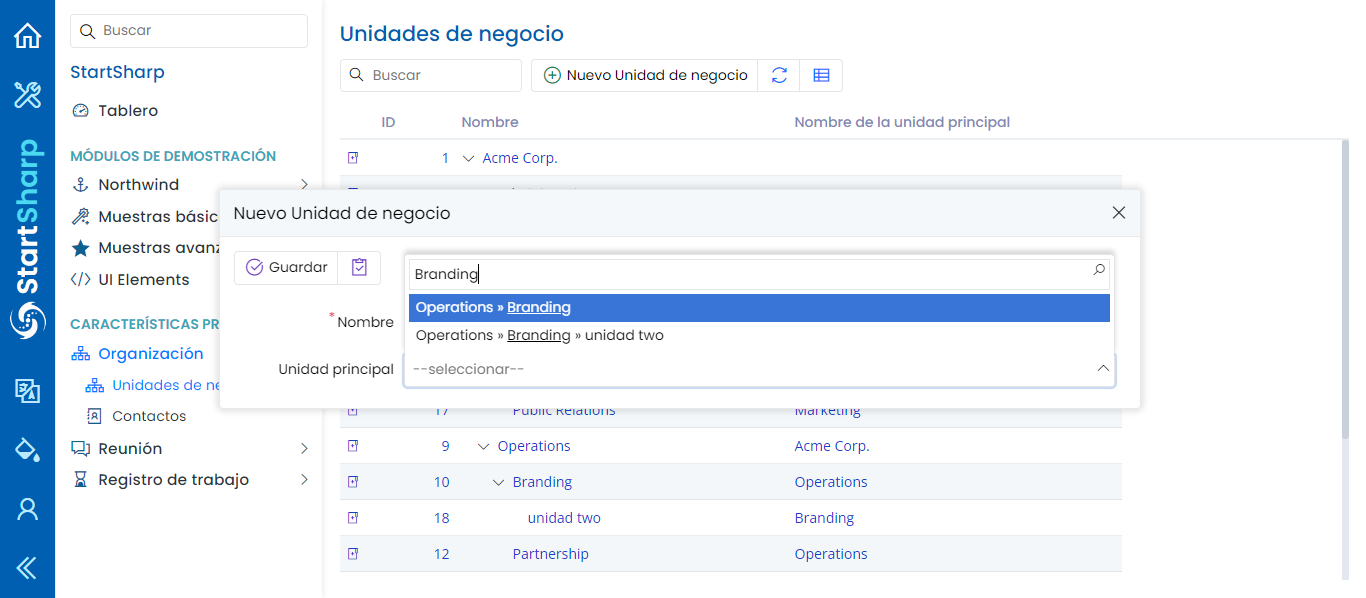 StartSharp
Buscar
StartSharp
Tablero
MÓDULOS DE DEMOSTRACIÓN
Northwind
Muestras básic
Muestras avanz
UI Elements
CARACTERÍSTICAS PR
Organización
Unidades de ne
Contactos
Reunión
Registro de trabajo
Unidades de negocio
Buscar
Nuevo Unidad de negocio
ID Nombre Nombre de la unidad principal
1 Acme Corp.
Nuevo Unidad de negocio
Guardar
Branding
Operations » Branding
Operations » Branding » unidad two
*Nombre
Unidad principal --seleccionar--
17 Public Relations Marketing
9 Operations Acme Corp.
10 Branding Operations
18 unidad two Branding
12 Partnership Operations